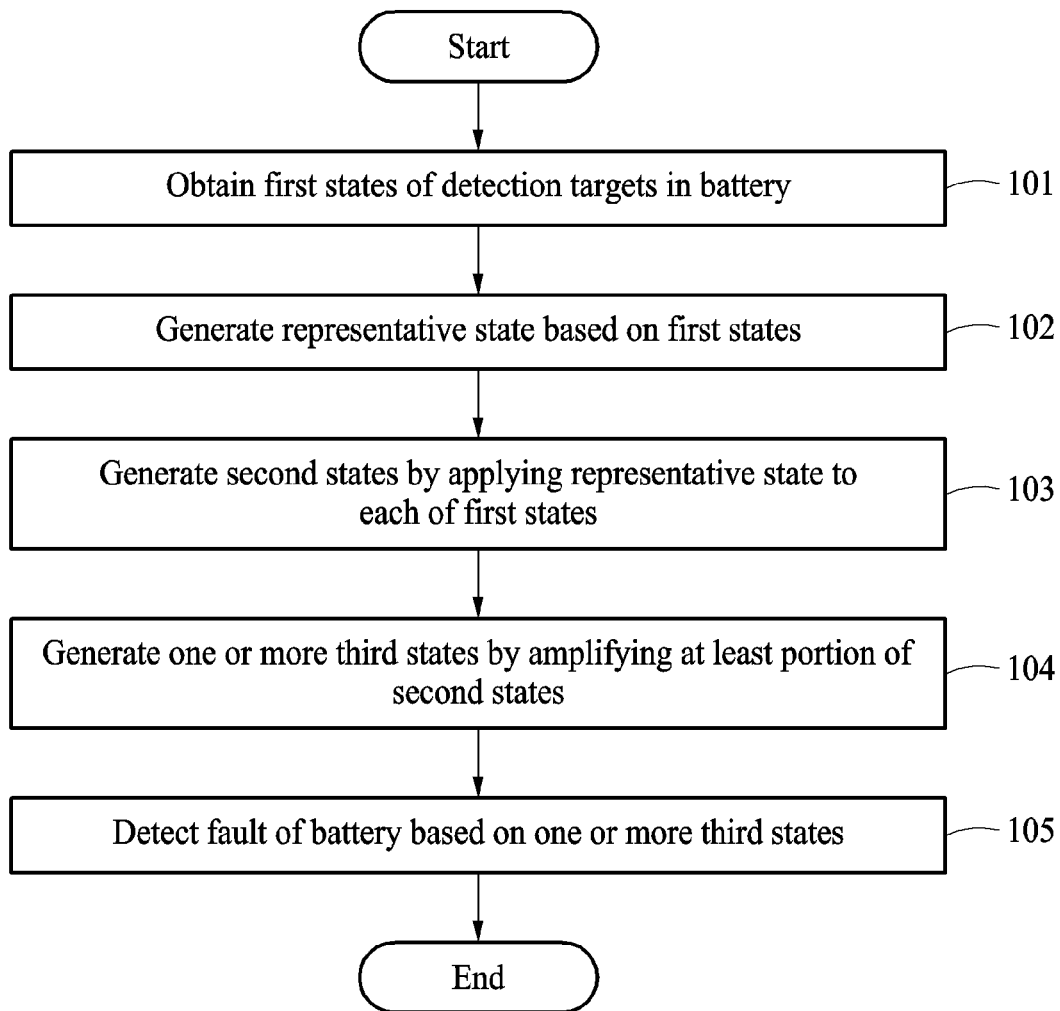 Start
Obtain first states of detection targets in battery
101
Generate representative state based on first states
102
Generate second states by applying representative state to
each of first states
103
Generate one or more third states by amplifying at least portion of
second states
104
Detect fault of battery based on one or more third states
105
End